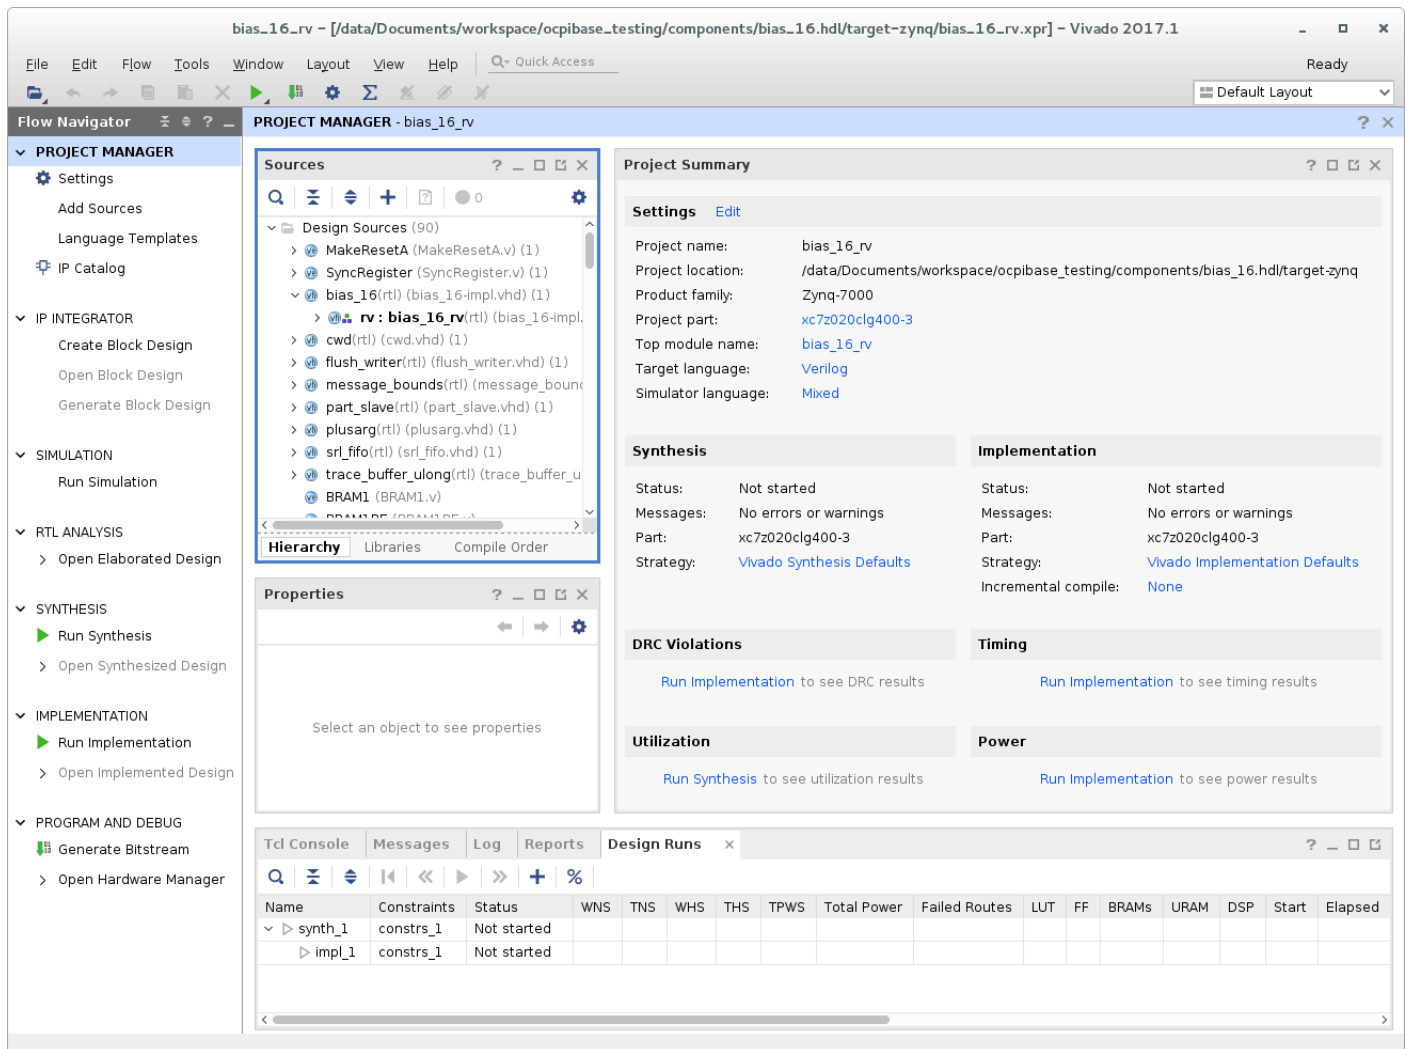 bias_16_rv – [/data/Documents/workspace/ocpibase_testing/components/bias_16.hdl/target-zynq/bias_16_rv.xpr] – Vivado 2017.1
File Edit Flow Tools Window Layout View Help Quick Access Ready
Default Layout
Flow Navigator
PROJECT MANAGER
Settings
Add Sources
Language Templates
IP Catalog
IP INTEGRATOR
Create Block Design
Open Block Design
Generate Block Design
SIMULATION
Run Simulation
RTL ANALYSIS
Open Elaborated Design
SYNTHESIS
Run Synthesis
Open Synthesized Design
IMPLEMENTATION
Run Implementation
Open Implemented Design
PROGRAM AND DEBUG
Generate Bitstream
Open Hardware Manager
PROJECT MANAGER - bias_16_rv
Sources
0
Design Sources (90)
MakeResetA (MakeResetA.v) (1)
SyncRegister (SyncRegister.v) (1)
bias_16(rtl) (bias_16-impl.vhd) (1)
rv : bias_16_rv(rtl) (bias_16-impl.
cwd(rtl) (cwd.vhd) (1)
flush_writer(rtl) (flush_writer.vhd) (1)
message_bounds(rtl) (message_bound
part_slave(rtl) (part_slave.vhd) (1)
plusarg(rtl) (plusarg.vhd) (1)
srl_fifo(rtl) (srl_fifo.vhd) (1)
trace_buffer_ulong(rtl) (trace_buffer_u
BRAM1 (BRAM1.v)
Hierarchy Libraries Compile Order
Properties
Select an object to see properties
Project Summary
Settings Edit
Project name: bias_16_rv
Project location: /data/Documents/workspace/ocpibase_testing/components/bias_16.hdl/target-zynq
Product family: Zynq-7000
Project part: xc7z020clg400-3
Top module name: bias_16_rv
Target language: Verilog
Simulator language: Mixed
Synthesis
Status: Not started
Messages: No errors or warnings
Part: xc7z020clg400-3
Strategy: Vivado Synthesis Defaults
Implementation
Status: Not started
Messages: No errors or warnings
Part: xc7z020clg400-3
Strategy: Vivado Implementation Defaults
Incremental compile: None
DRC Violations
Run Implementation to see DRC results
Timing
Run Implementation to see timing results
Utilization
Run Synthesis to see utilization results
Power
Run Implementation to see power results
Tcl Console Messages Log Reports Design Runs
Name Constraints Status WNS TNS WHS THS TPWS Total Power Failed Routes LUT FF BRAMs URAM DSP Start Elapsed
synth_1 constrs_1 Not started
impl_1 constrs_1 Not started